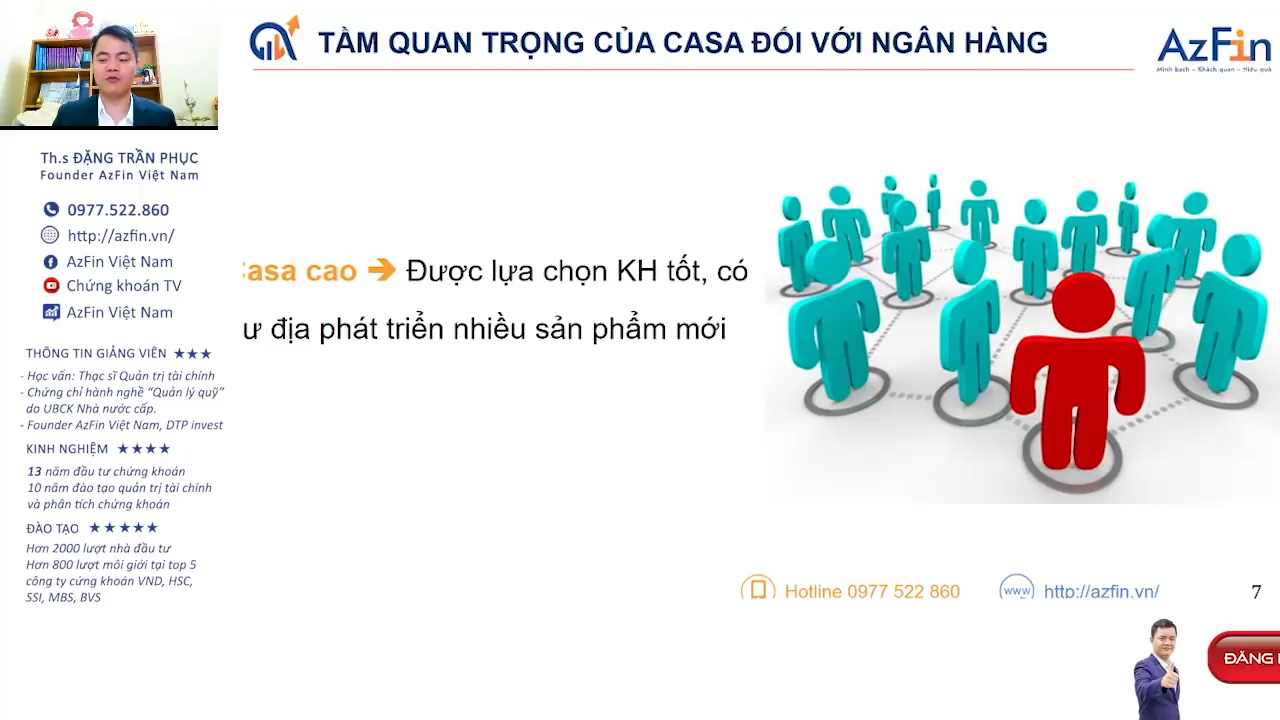 TẦM QUAN TRỌNG CỦA CASA ĐỐI VỚI NGÂN HÀNG
AzFin
Minh bạch – Khách quan – Hiệu quả
Th.s ĐẶNG TRẦN PHỤC
Founder AzFin Việt Nam
0977.522.860
http://azfin.vn/
AzFin Việt Nam
Chứng khoán TV
AzFin Việt Nam
THÔNG TIN GIẢNG VIÊN ★★★
- Học vấn: Thạc sĩ Quản trị tài chính
- Chứng chỉ hành nghề “Quản lý quỹ”
do UBCK Nhà nước cấp.
- Founder AzFin Việt Nam, DTP invest
KINH NGHIỆM ★★★★
13 năm đầu tư chứng khoán
10 năm đào tạo quản trị tài chính
và phân tích chứng khoán
ĐÀO TẠO ★★★★★
Hơn 2000 lượt nhà đầu tư
Hơn 800 lượt môi giới tại top 5
công ty cứng khoán VND, HSC,
SSI, MBS, BVS
Casa cao ➔ Được lựa chọn KH tốt, có
ư địa phát triển nhiều sản phẩm mới
Hotline 0977 522 860
www
http://azfin.vn/
7
ĐĂNG